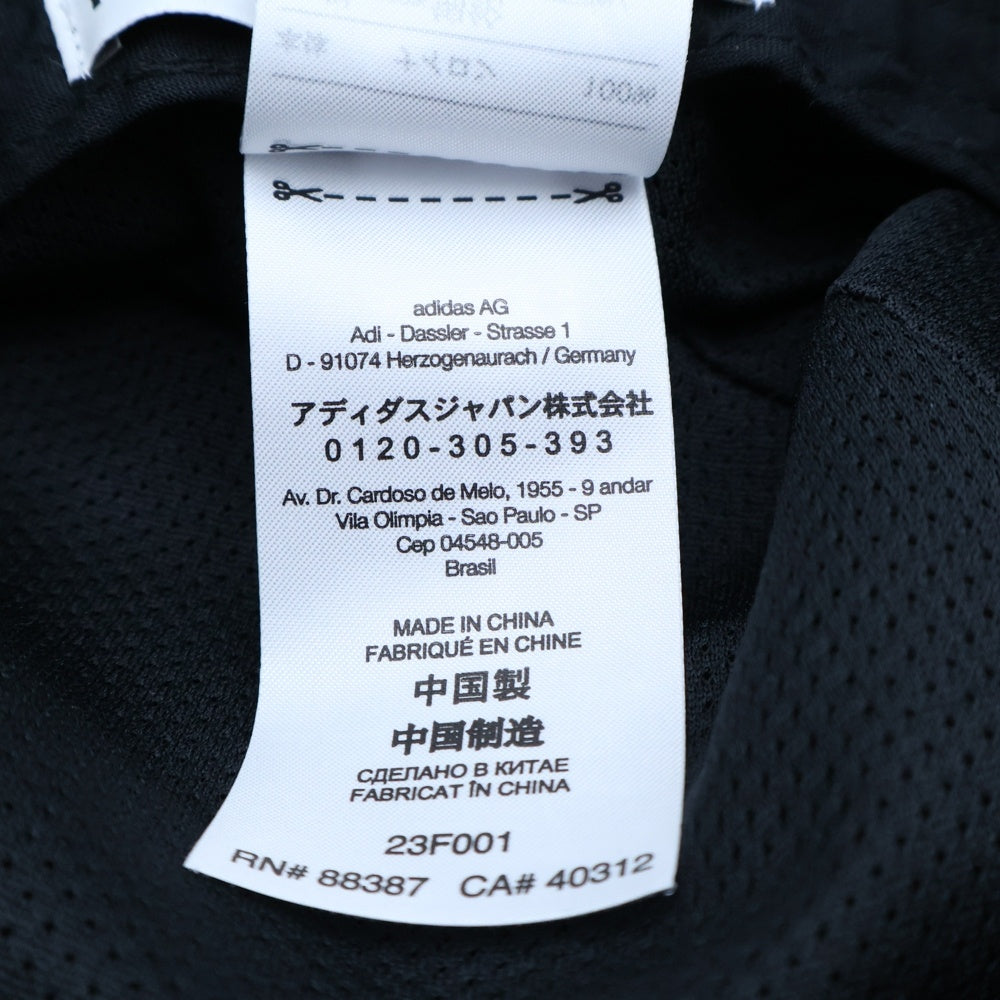 100%
adidas AG
Adi - Dassler - Strasse 1
D - 91074 Herzogenaurach / Germany
アディダスジャパン株式会社
0120-305-393
Av. Dr. Cardoso de Melo, 1955 - 9 andar
Vila Olimpia - Sao Paulo - SP
Cep 04548-005
Brasil
MADE IN CHINA
FABRIQUÉ EN CHINE
中国製
中国制造
СДЕЛАНО В КИТАЕ
FABRICAT ÎN CHINA
23F001
RN# 88387 CA# 40312